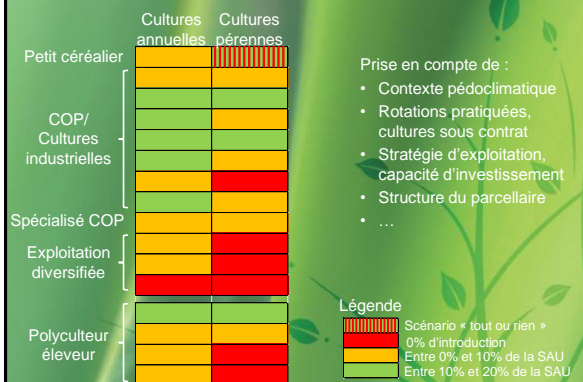 Cultures annuelles
Cultures pérennes
Petit céréalier
COP/
Cultures
industrielles
Spécialisé COP
Exploitation
diversifiée
Polyculteur
éleveur
Prise en compte de :
• Contexte pédoclimatique
• Rotations pratiquées,
cultures sous contrat
• Stratégie d'exploitation,
capacité d'investissement
• Structure du parcellaire
• …
Légende
Scénario « tout ou rien »
0% d'introduction
Entre 0% et 10% de la SAU
Entre 10% et 20% de la SAU